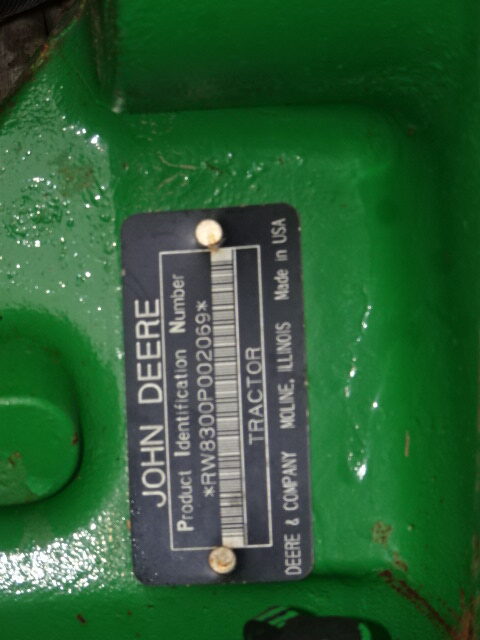 JOHN DEERE
Product Identification Number
*RW8300P002069*
TRACTOR
DEERE & COMPANY MOLINE, ILLINOIS Made in USA